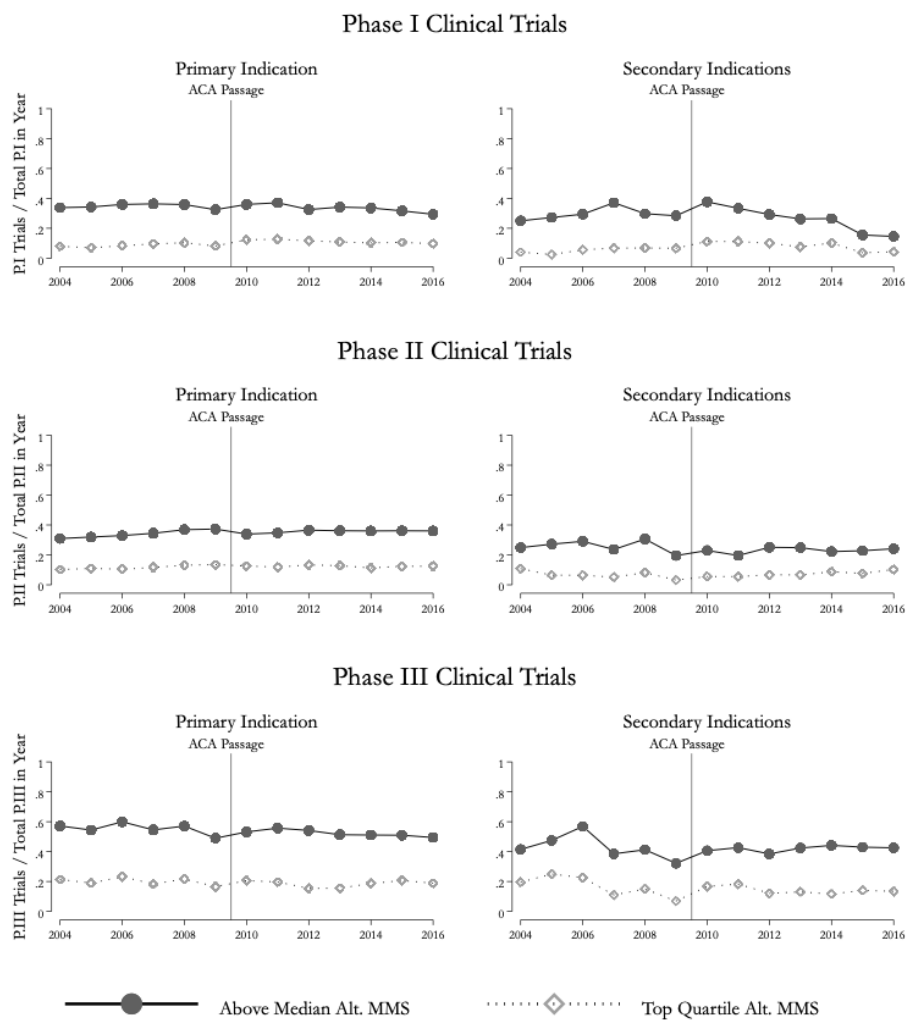 Phase I Clinical Trials
Primary Indication
ACA Passage
P.I Trials / Total P.I in Year
1
.8
.6
.4
.2
0
2004 2006 2008 2010 2012 2014 2016
Secondary Indications
ACA Passage
1
.8
.6
.4
.2
0
2004 2006 2008 2010 2012 2014 2016
Phase II Clinical Trials
Primary Indication
ACA Passage
P.II Trials / Total P.II in Year
1
.8
.6
.4
.2
0
2004 2006 2008 2010 2012 2014 2016
Secondary Indications
ACA Passage
1
.8
.6
.4
.2
0
2004 2006 2008 2010 2012 2014 2016
Phase III Clinical Trials
Primary Indication
ACA Passage
P.III Trials / Total P.III in Year
1
.8
.6
.4
.2
0
2004 2006 2008 2010 2012 2014 2016
Secondary Indications
ACA Passage
1
.8
.6
.4
.2
0
2004 2006 2008 2010 2012 2014 2016
Above Median Alt. MMS
Top Quartile Alt. MMS